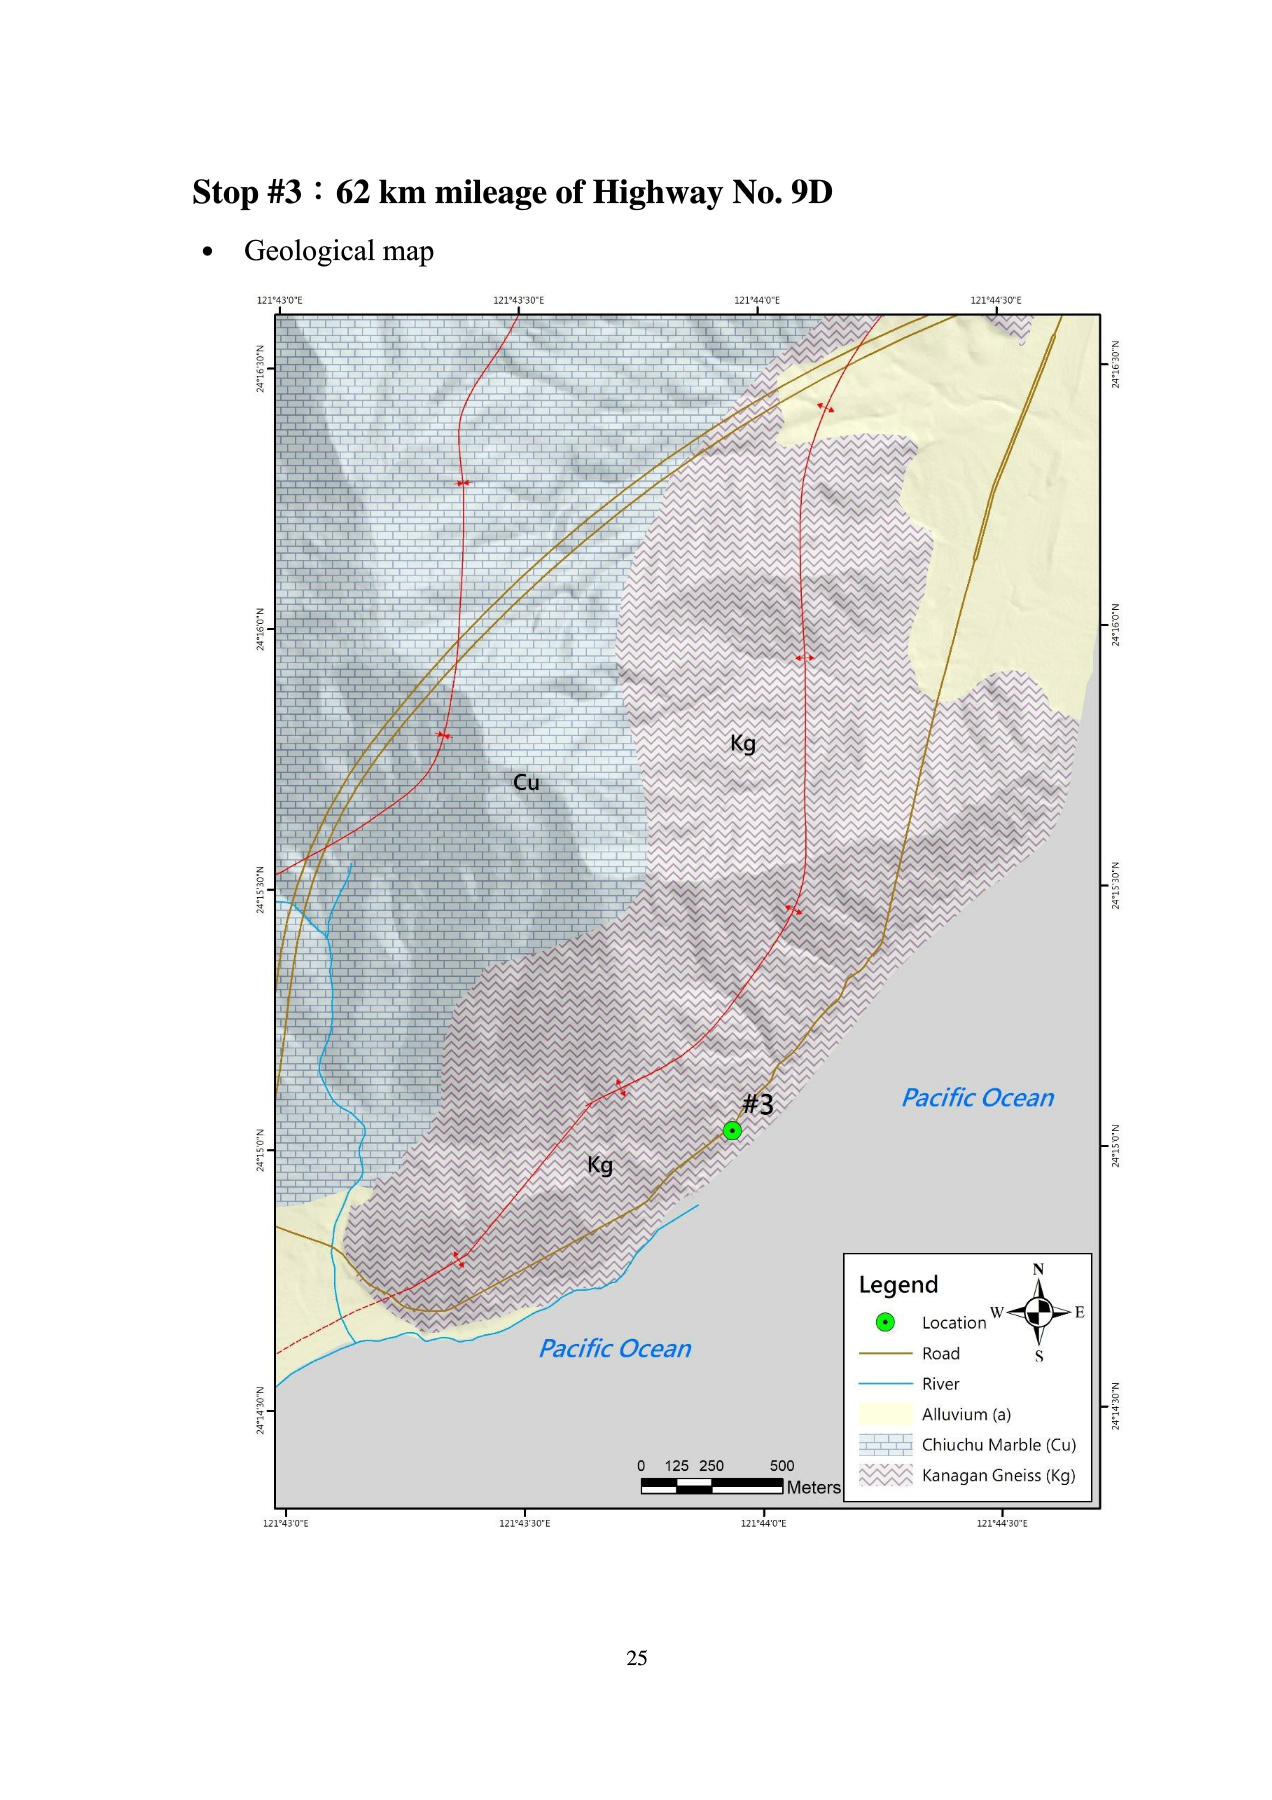 Stop #3：62 km mileage of Highway No. 9D
• Geological map
121°43'0"E 121°43'30"E 121°44'0"E 121°44'30"E
24°16'30"N 24°16'30"N
24°16'0"N 24°16'0"N
Kg
Cu
24°15'30"N 24°15'30"N
Pacific Ocean
#3
24°15'0"N 24°15'0"N
Kg
Pacific Ocean
24°14'30"N 24°14'30"N
Legend
N
W E
S
Location
Road
River
Alluvium (a)
Chiuchu Marble (Cu)
Kanagan Gneiss (Kg)
0 125 250 500
Meters
121°43'0"E 121°43'30"E 121°44'0"E 121°44'30"E
25